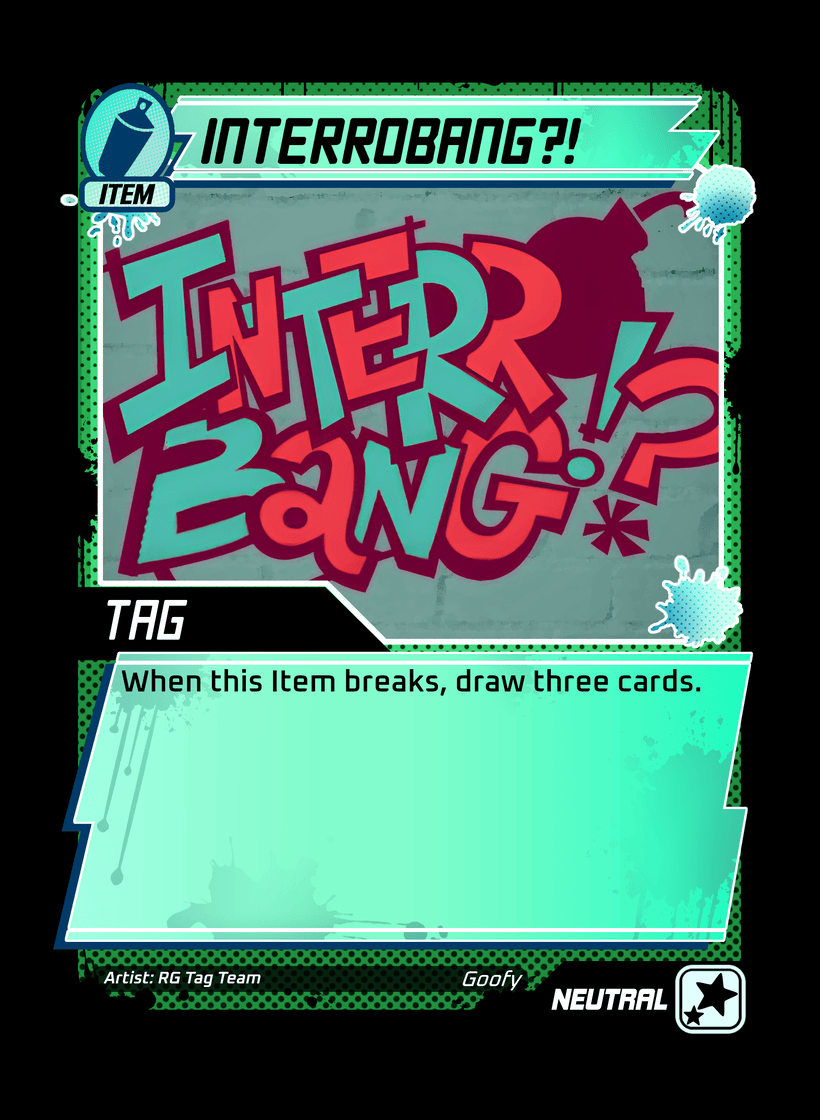 INTERROBANG?!
ITEM
INTERR
BANG!?
*
TAG
When this Item breaks, draw three cards.
Artist: RG Tag Team
Goofy
NEUTRAL